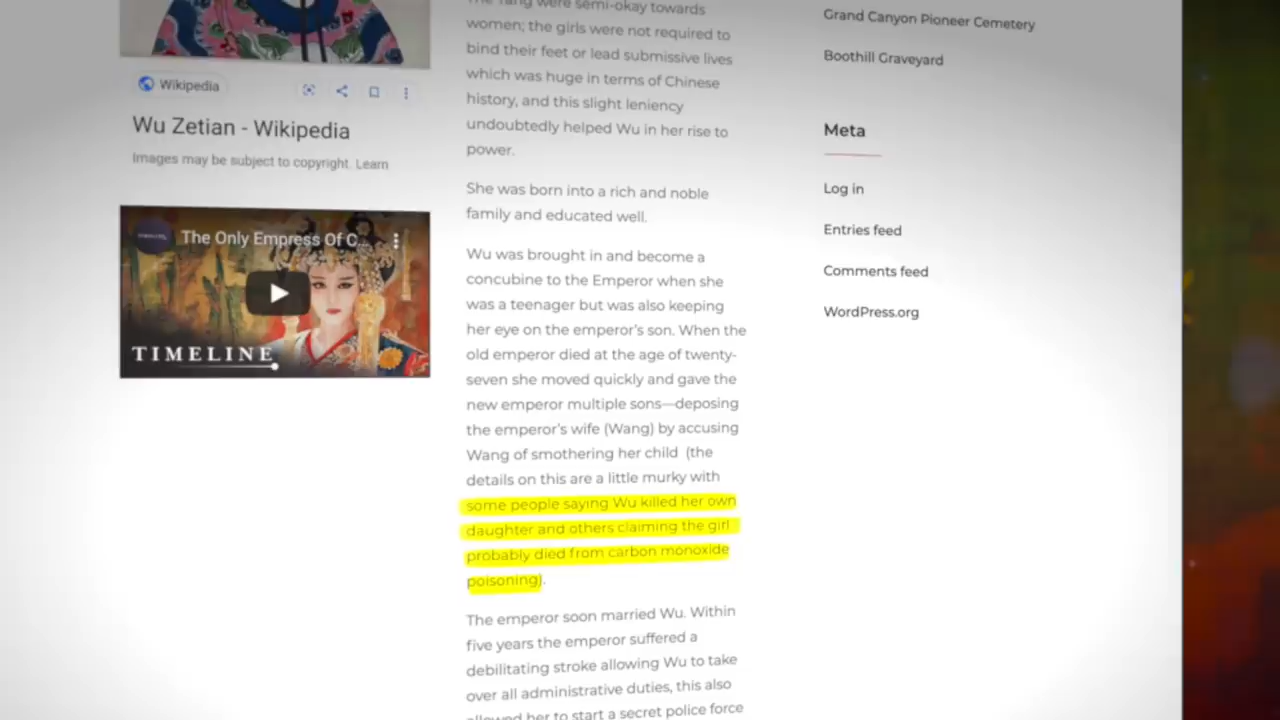 Wikipedia
Wu Zetian - Wikipedia
Images may be subject to copyright. Learn
The Only Empress Of C...
TIMELINE
The Tang were semi-okay towards
women; the girls were not required to
bind their feet or lead submissive lives
which was huge in terms of Chinese
history, and this slight leniency
undoubtedly helped Wu in her rise to
power.
She was born into a rich and noble
family and educated well.
Wu was brought in and become a
concubine to the Emperor when she
was a teenager but was also keeping
her eye on the emperor's son. When the
old emperor died at the age of twenty-
seven she moved quickly and gave the
new emperor multiple sons—deposing
the emperor's wife (Wang) by accusing
Wang of smothering her child (the
details on this are a little murky with
some people saying Wu killed her own
daughter and others claiming the girl
probably died from carbon monoxide
poisoning).
The emperor soon married Wu. Within
five years the emperor suffered a
debilitating stroke allowing Wu to take
over all administrative duties, this also
allowed her to start a secret police force
Grand Canyon Pioneer Cemetery
Boothill Graveyard
Meta
Log in
Entries feed
Comments feed
WordPress.org